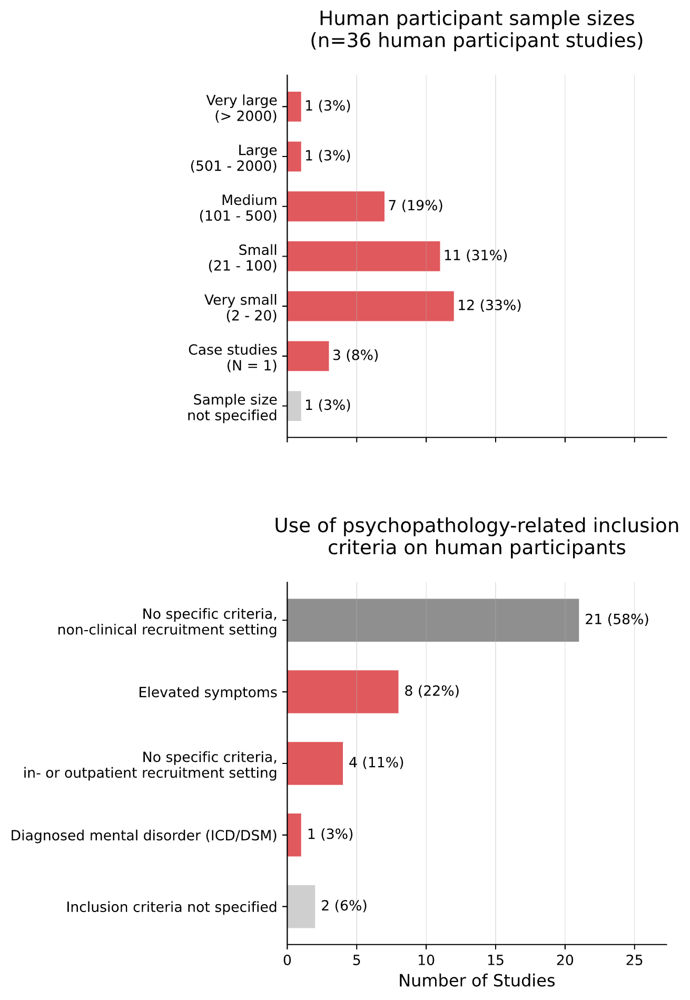 Human participant sample sizes
(n=36 human participant studies)
Very large
(> 2000)
1 (3%)
Large
(501 - 2000)
1 (3%)
Medium
(101 - 500)
7 (19%)
Small
(21 - 100)
11 (31%)
Very small
(2 - 20)
12 (33%)
Case studies
(N = 1)
3 (8%)
Sample size
not specified
1 (3%)
Use of psychopathology-related inclusion
criteria on human participants
No specific criteria,
non-clinical recruitment setting
21 (58%)
Elevated symptoms
8 (22%)
No specific criteria,
in- or outpatient recruitment setting
4 (11%)
Diagnosed mental disorder (ICD/DSM)
1 (3%)
Inclusion criteria not specified
2 (6%)
0 5 10 15 20 25
Number of Studies